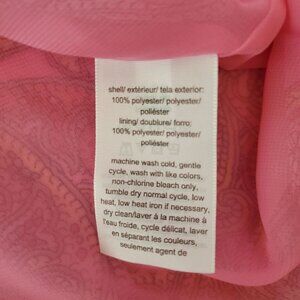 shell/ extérieur/ tela exterior:
100% polyester/ polyester/
poliéster
lining/ doublure/ forro:
100% polyester/ polyester/
poliéster
machine wash cold, gentle
cycle, wash with like colors,
non-chlorine bleach only,
tumble dry normal cycle, low
heat, low heat iron if necessary,
dry clean/laver à la machine à
l'eau froide, cycle délicat, laver
en séparant les couleurs,
seulement agent de